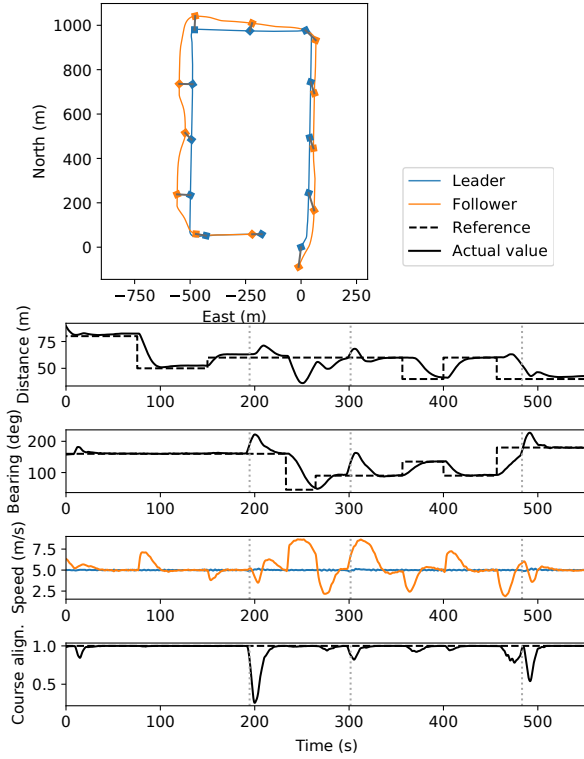 1000
800
600
400
200
0
North (m)
−750 −500 −250 0 250
East (m)
Leader
Follower
Reference
Actual value
75
50
Distance (m)
0 100 200 300 400 500
200
100
Bearing (deg)
0 100 200 300 400 500
7.5
5.0
2.5
Speed (m/s)
0 100 200 300 400 500
1.0
0.5
Course align.
0 100 200 300 400 500
Time (s)